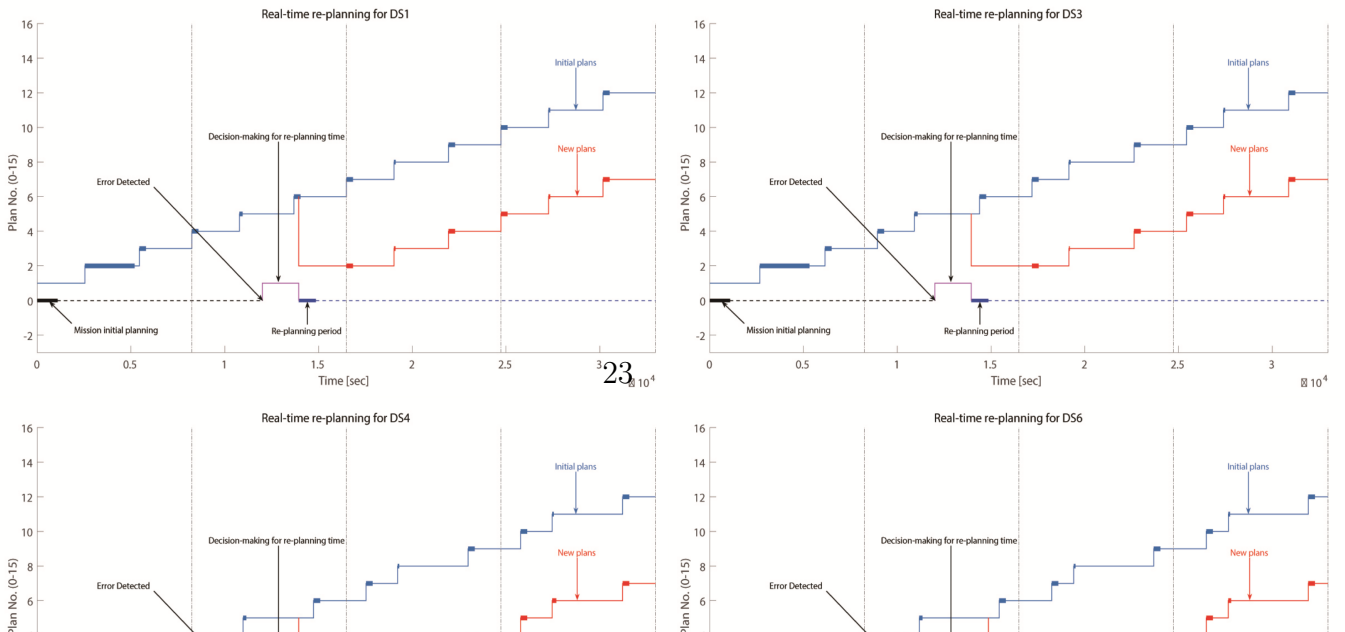 Real-time re-planning for DS1
16
14
12
10
8
6
4
2
0
-2
Plan No. (0-15)
Initial plans
Decision-making for re-planning time
New plans
Error Detected
Mission initial planning
Re-planning period
0 0.5 1 1.5 2 2.5 3
Time [sec]
10^4
23
Real-time re-planning for DS3
16
14
12
10
8
6
4
2
0
-2
Plan No. (0-15)
Initial plans
Decision-making for re-planning time
New plans
Error Detected
Mission initial planning
Re-planning period
0 0.5 1 1.5 2 2.5 3
Time [sec]
10^4
Real-time re-planning for DS4
16
14
12
10
8
6
Plan No. (0-15)
Initial plans
Decision-making for re-planning time
New plans
Error Detected
Real-time re-planning for DS6
16
14
12
10
8
6
Plan No. (0-15)
Initial plans
Decision-making for re-planning time
New plans
Error Detected